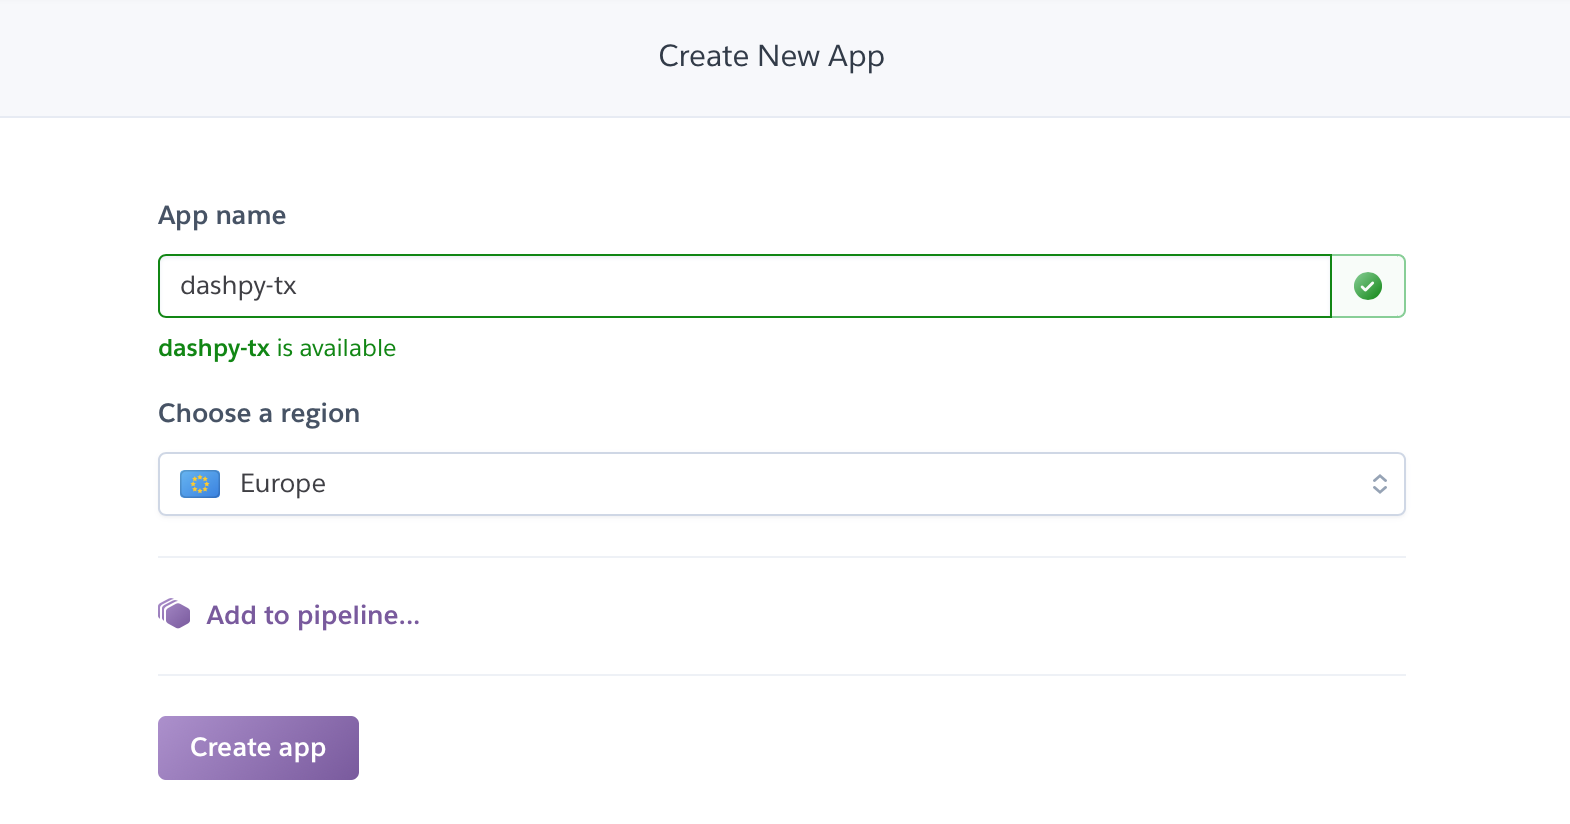 Create New App
App name
dashpy-tx
dashpy-tx is available
Choose a region
Europe
Add to pipeline...
Create app